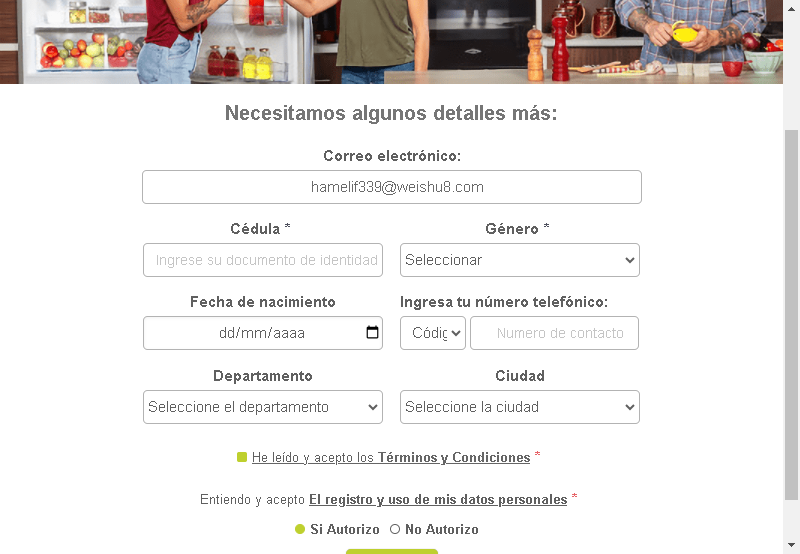 Necesitamos algunos detalles más:
Correo electrónico:
hamelif339@weishu8.com
Cédula *
Género *
Ingrese su documento de identidad
Seleccionar
Fecha de nacimiento
Ingresa tu número telefónico:
dd/mm/aaaa
Códig
Numero de contacto
Departamento
Ciudad
Seleccione el departamento
Seleccione la ciudad
He leído y acepto los Términos y Condiciones *
Entiendo y acepto El registro y uso de mis datos personales *
Si Autorizo
No Autorizo